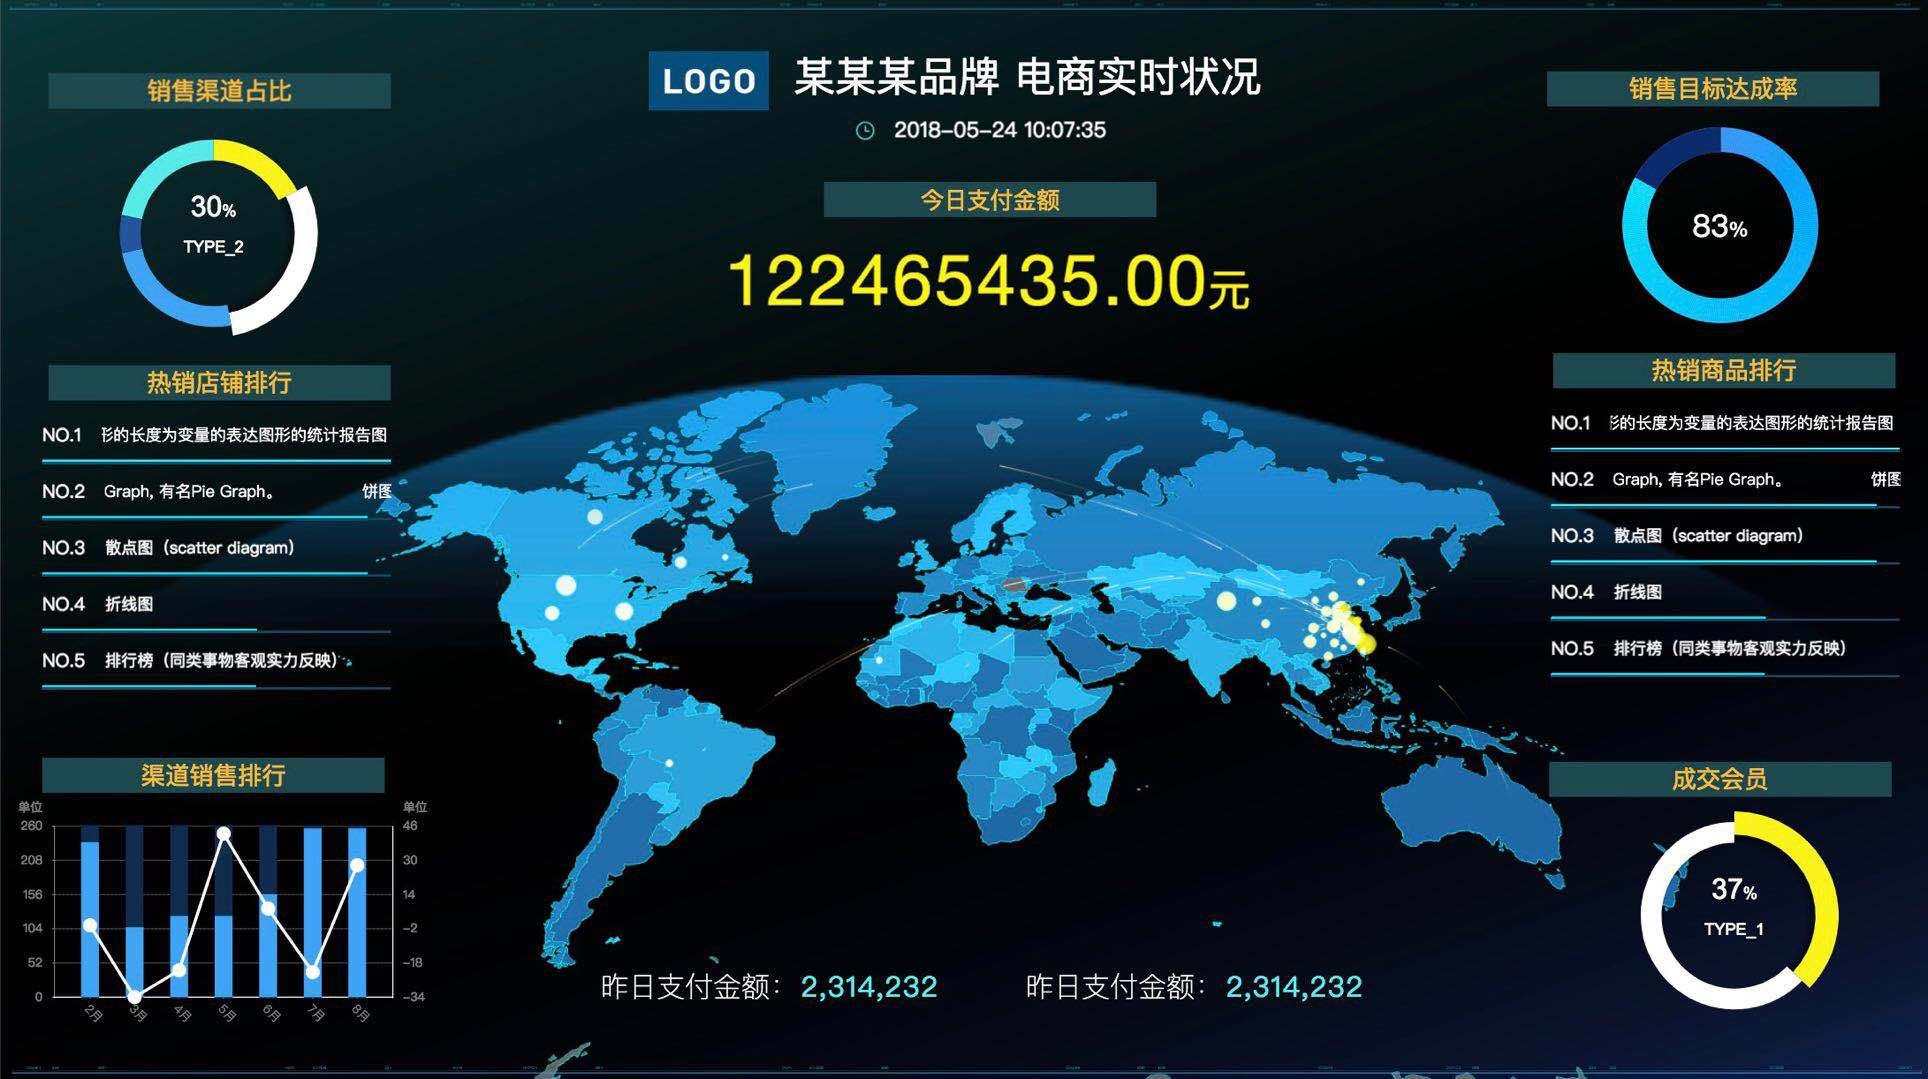 LOGO 某某某品牌 电商实时状况
2018-05-24 10:07:35
今日支付金额
122465435.00元
销售渠道占比
30%
TYPE_2
热销店铺排行
NO.1 的长度为变量的表达图形的统计报告图
NO.2 Graph, 有名Pie Graph。 饼图
NO.3 散点图（scatter diagram）
NO.4 折线图
NO.5 排行榜（同类事物客观实力反映）
渠道销售排行
单位 单位
260 46
208 30
156 14
104 -2
52 -18
0 -34
2月 3月 4月 5月 6月 7月 8月
昨日支付金额： 2,314,232 昨日支付金额： 2,314,232
销售目标达成率
83%
热销商品排行
NO.1 的长度为变量的表达图形的统计报告图
NO.2 Graph, 有名Pie Graph。 饼图
NO.3 散点图（scatter diagram）
NO.4 折线图
NO.5 排行榜（同类事物客观实力反映）
成交会员
37%
TYPE_1